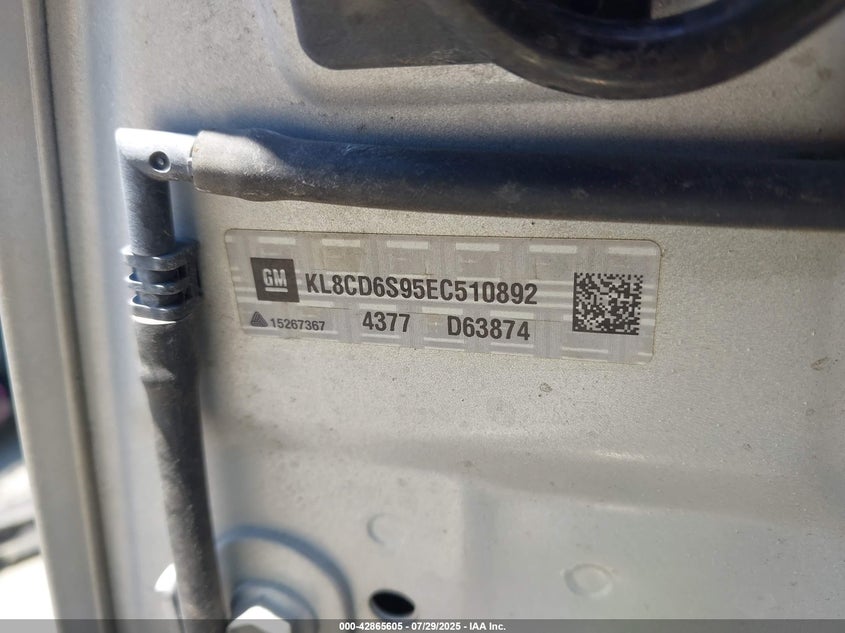 GM KL8CD6S95EC510892
15267367 4377 D63874
000-42865605 - 07/29/2025 - IAA Inc.